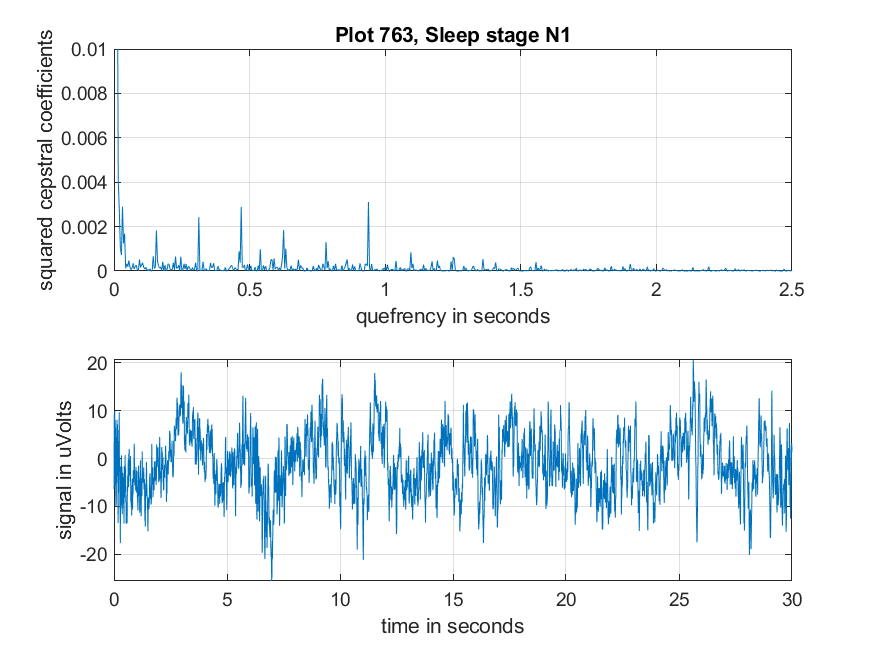 Plot 763, Sleep stage N1
squared cepstral coefficients
0.01
0.008
0.006
0.004
0.002
0
0 0.5 1 1.5 2 2.5
quefrency in seconds
signal in uVolts
20
10
0
-10
-20
0 5 10 15 20 25 30
time in seconds